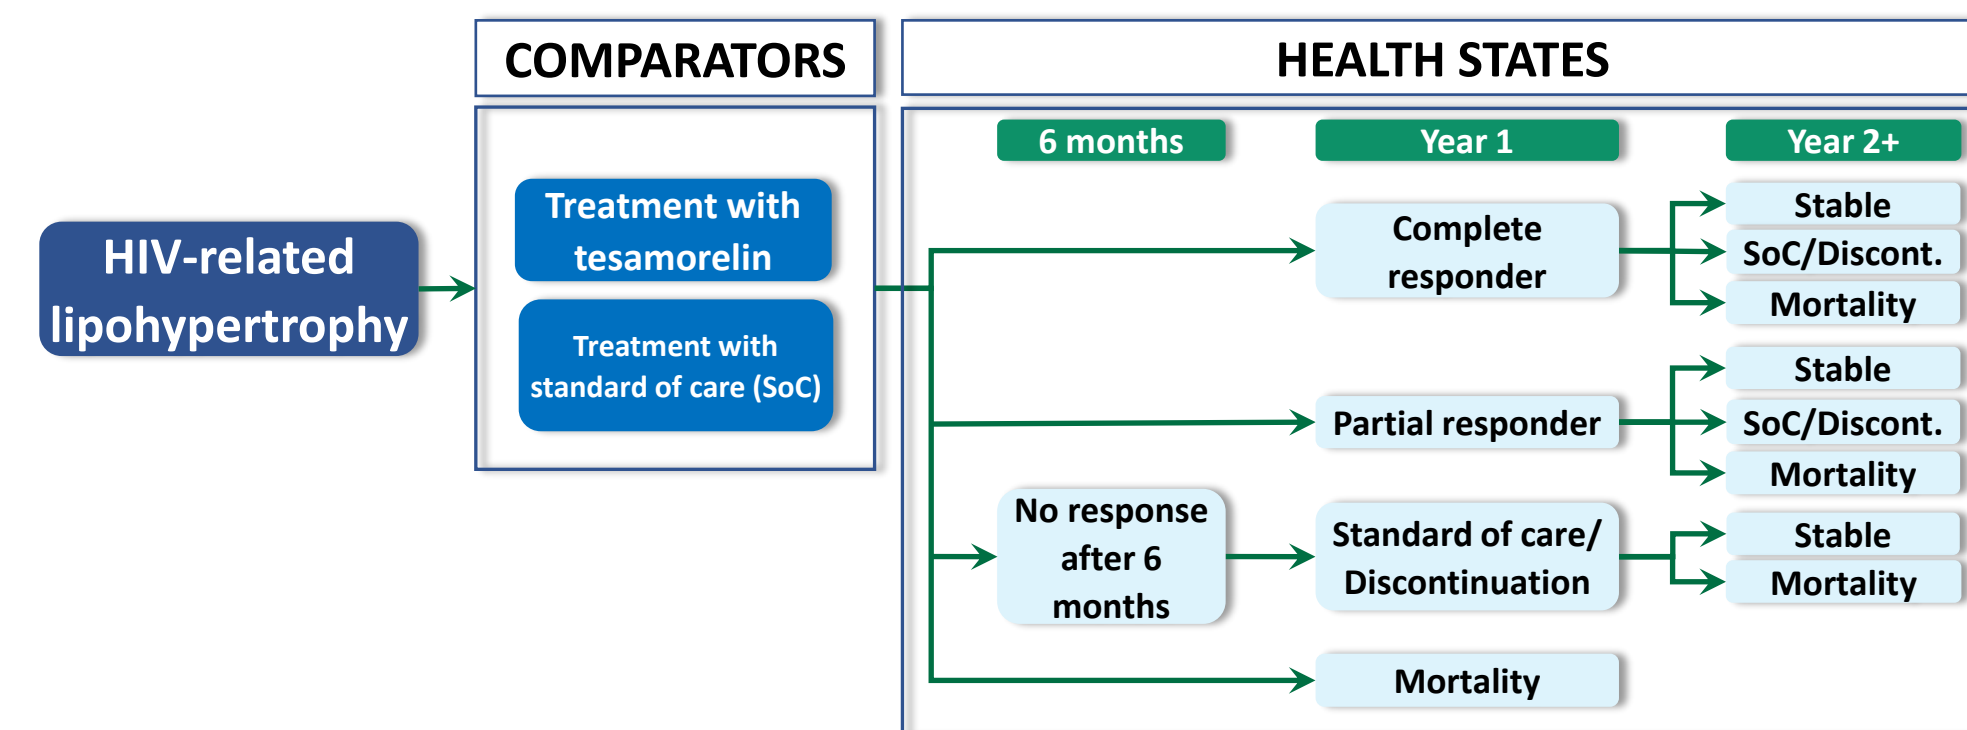 COMPARATORS
HEALTH STATES
6 months
Year 1
Year 2+
HIV-related
lipohypertrophy
Treatment with
tesamorelin
Treatment with
standard of care (SoC)
Complete
responder
Stable
SoC/Discont.
Mortality
Partial responder
Stable
SoC/Discont.
Mortality
No response
after 6
months
Standard of care/
Discontinuation
Stable
Mortality
Mortality